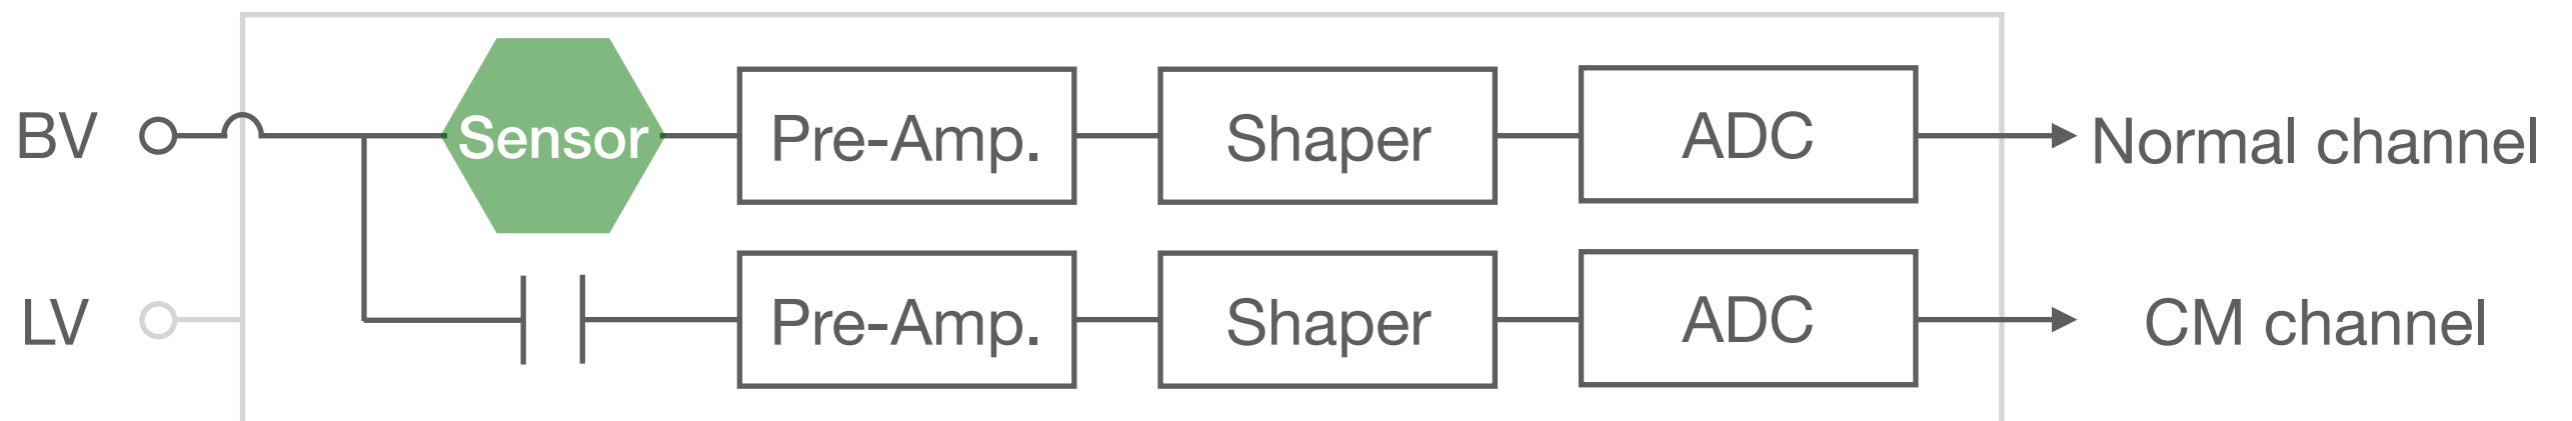 BV Sensor Pre-Amp. Shaper ADC Normal channel
LV Pre-Amp. Shaper ADC CM channel